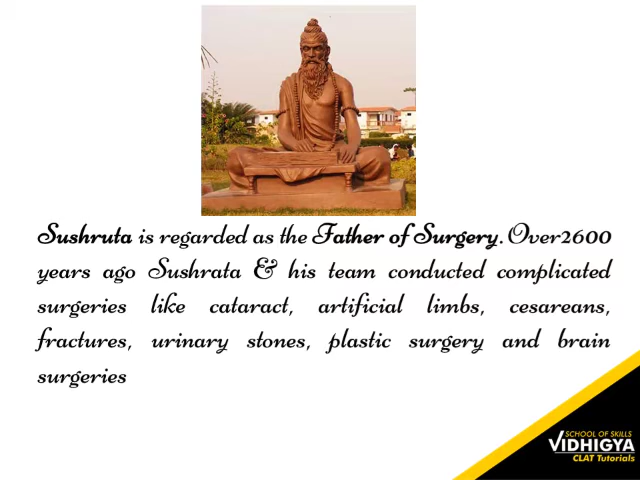 Sushruta is regarded as the Father of Surgery. Over2600
years ago Sushrata & his team conducted complicated
surgeries like cataract, artificial limbs, cesareans,
fractures, urinary stones, plastic surgery and brain
surgeries
SCHOOL OF SKILLS
VIDHIGYA
CLAT Tutorials